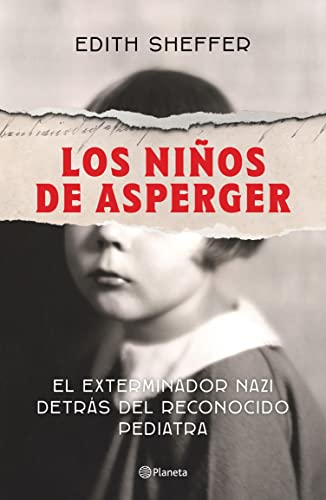 EDITH SHEFFER
LOS NIÑOS
DE ASPERGER
EL EXTERMINADOR NAZI
DETRÁS DEL RECONOCIDO
PEDIATRA
Planeta